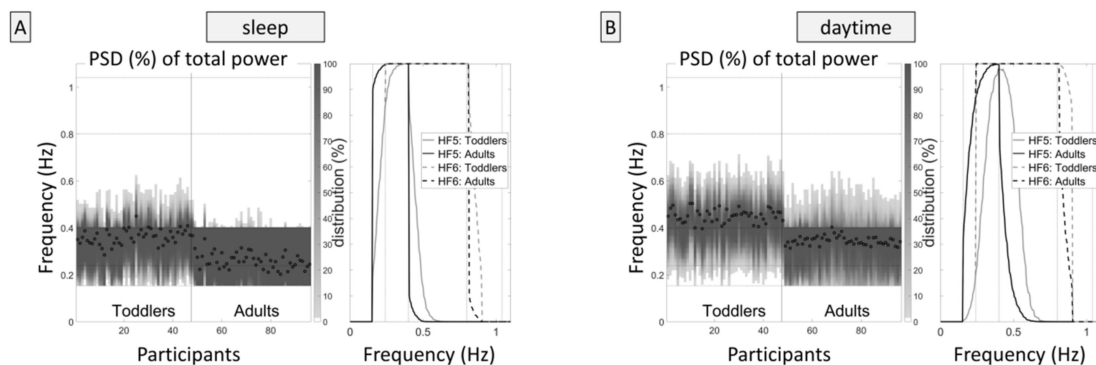 A
sleep
PSD (%) of total power
Frequency (Hz)
1
0.8
0.6
0.4
0.2
0
Toddlers
Adults
20
40
60
80
Participants
100
90
80
70
60
50
40
30
20
10
0
distribution (%)
HF5: Toddlers
HF5: Adults
HF6: Toddlers
HF6: Adults
0
0.5
1
Frequency (Hz)
B
daytime
PSD (%) of total power
Frequency (Hz)
1
0.8
0.6
0.4
0.2
0
Toddlers
Adults
20
40
60
80
Participants
100
90
80
70
60
50
40
30
20
10
0
distribution (%)
HF5: Toddlers
HF5: Adults
HF6: Toddlers
HF6: Adults
0
0.5
1
Frequency (Hz)